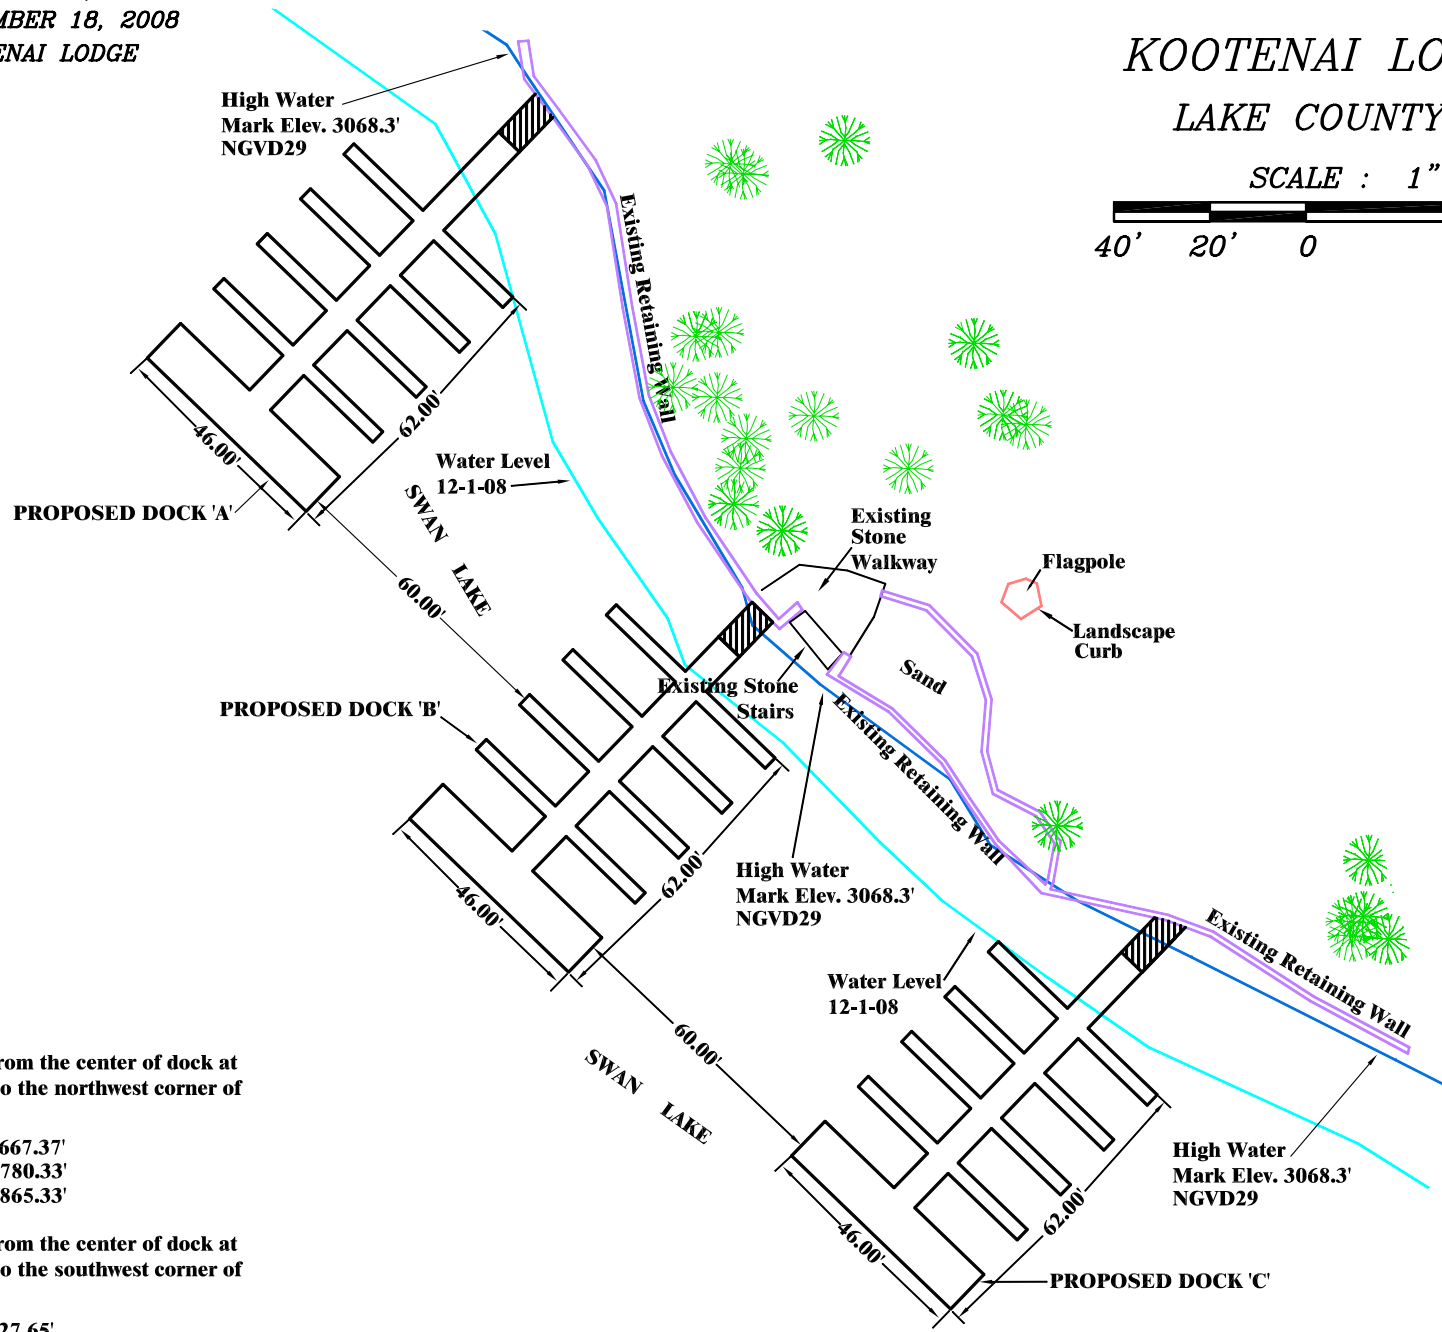 MBER 18, 2008
ENAI LODGE
KOOTENAI LO
LAKE COUNTY
SCALE : 1"
40' 20' 0
High Water
Mark Elev. 3068.3'
NGVD29
Existing Retaining Wall
62.00'
46.00'
Water Level
12-1-08
PROPOSED DOCK 'A'
SWAN LAKE
60.00'
Existing
Stone
Walkway
Flagpole
Landscape
Curb
Sand
Existing Stone
Stairs
PROPOSED DOCK 'B'
Existing Retaining Wall
62.00'
46.00'
High Water
Mark Elev. 3068.3'
NGVD29
Existing Retaining Wall
Water Level
12-1-08
60.00'
SWAN LAKE
rom the center of dock at
o the northwest corner of
667.37'
780.33'
865.33'
High Water
Mark Elev. 3068.3'
NGVD29
62.00'
46.00'
PROPOSED DOCK 'C'
rom the center of dock at
o the southwest corner of
27.65'